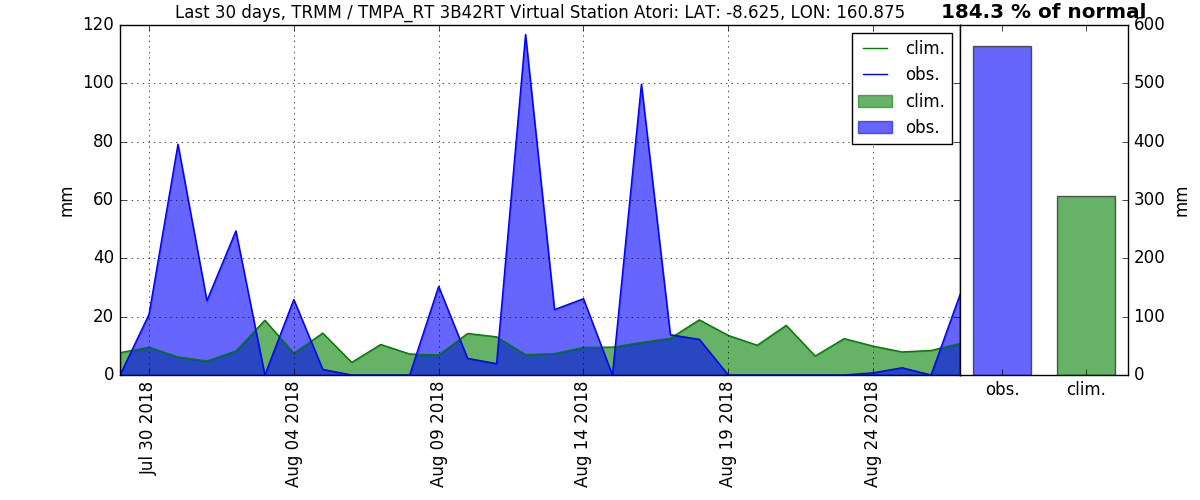 Last 30 days, TRMM / TMPA_RT 3B42RT Virtual Station Atori: LAT: -8.625, LON: 160.875
184.3 % of normal
120
100
80
60
40
20
0
mm
clim.
obs.
clim.
obs.
600
500
400
300
200
100
0
mm
Jul 30 2018
Aug 04 2018
Aug 09 2018
Aug 14 2018
Aug 19 2018
Aug 24 2018
obs.
clim.